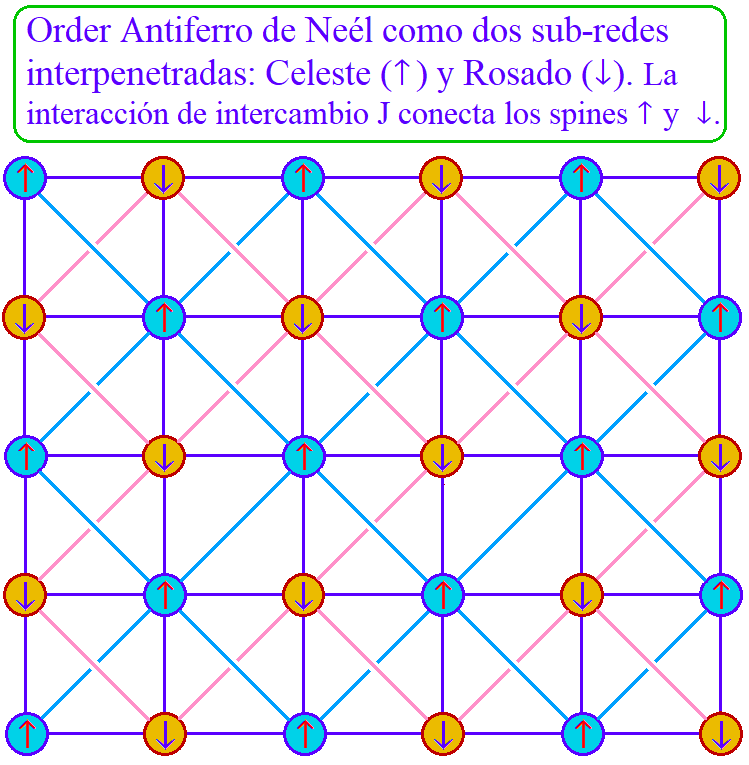 Order Antiferro de Neél como dos sub-redes
interpenetradas: Celeste (↑) y Rosado (↓). La
interacción de intercambio J conecta los spines ↑ y ↓.
↑ ↓ ↑ ↓ ↑ ↓
↓ ↑ ↓ ↑ ↓ ↑
↑ ↓ ↑ ↓ ↑ ↓
↓ ↑ ↓ ↑ ↓ ↑
↑ ↓ ↑ ↓ ↑ ↓